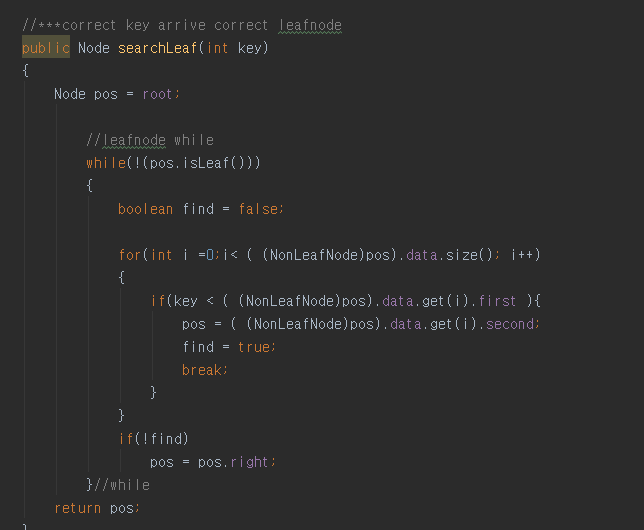 //***correct key arrive correct leafnode
public Node searchLeaf(int key)
{
Node pos = root;
//leafnode while
while(!(pos.isLeaf()))
{
boolean find = false;
for(int i =0;i< ( (NonLeafNode)pos).data.size(); i++)
{
if(key < ( (NonLeafNode)pos).data.get(i).first ){
pos = ( (NonLeafNode)pos).data.get(i).second;
find = true;
break;
}
}
if(!find)
pos = pos.right;
}//while
return pos;
}